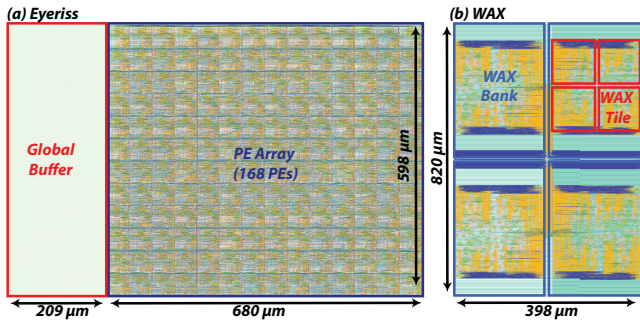 (a) Eyeriss
Global
Buffer
PE Array
(168 PEs)
598 µm
209 µm
680 µm
(b) WAX
WAX
Bank
WAX
Tile
820 µm
398 µm